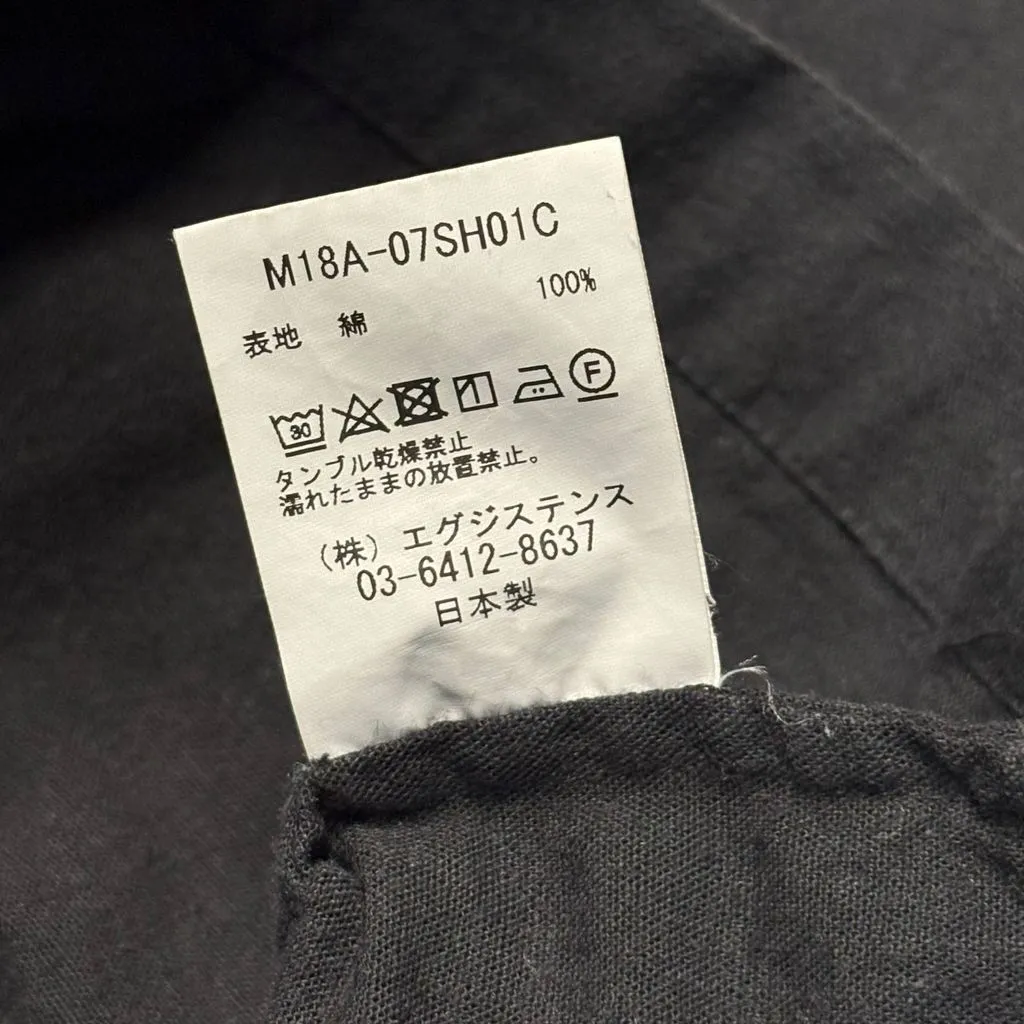 M18A-07SH01C
表地 綿 100%
30 F
タンブル乾燥禁止
濡れたままの放置禁止。
(株) エグジステンス
03-6412-8637
日本製